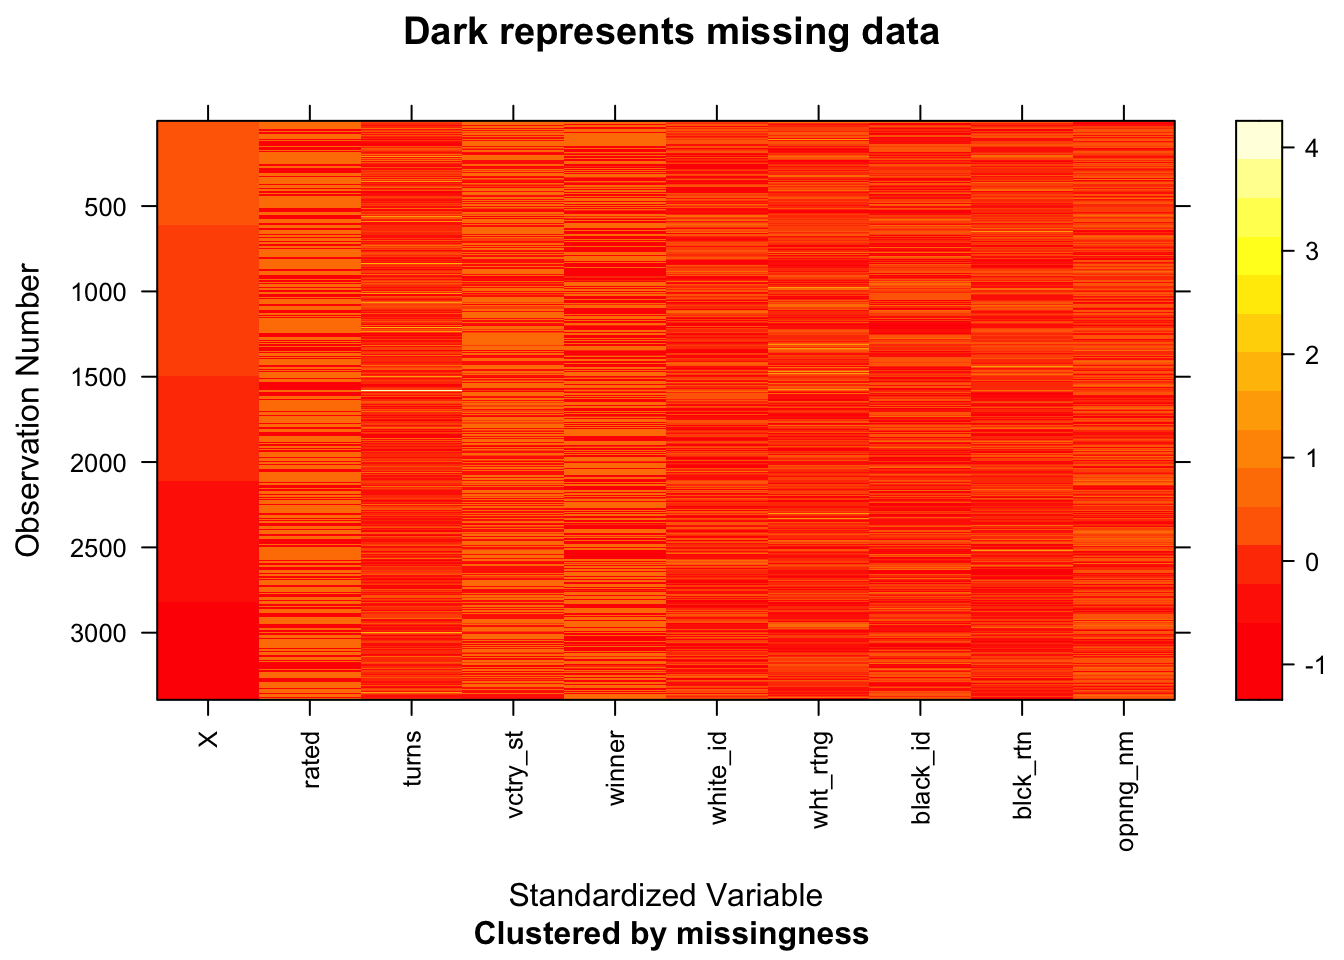 Dark represents missing data
Observation Number
500
1000
1500
2000
2500
3000
X
rated
turns
vctry_st
winner
white_id
wht_rtng
black_id
blck_rtn
opnng_nm
4
3
2
1
0
-1
Standardized Variable
Clustered by missingness